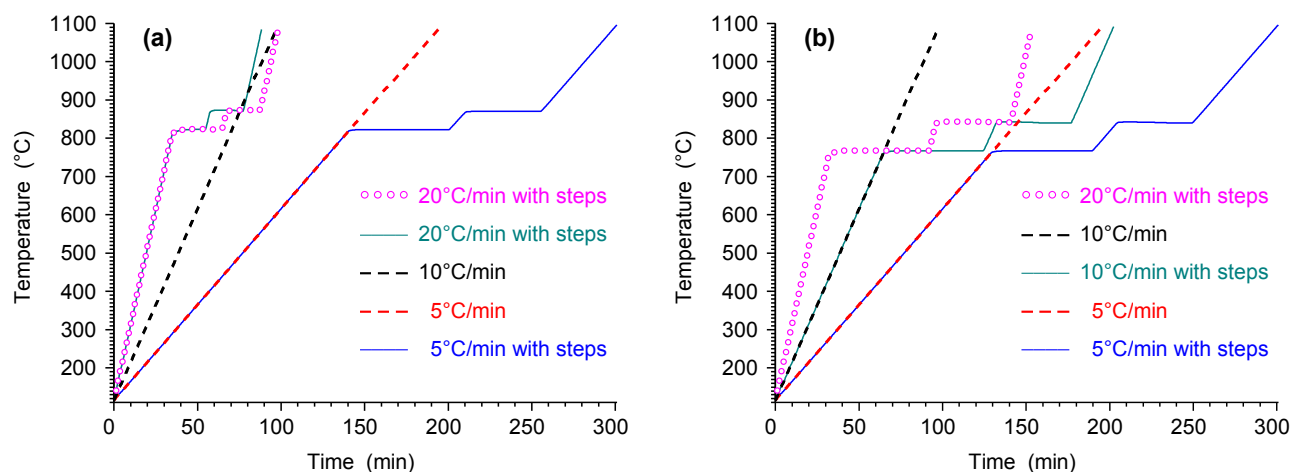 (a)
1100
1000
900
800
700
600
500
400
300
200
Temperature (°C)
20°C/min with steps
20°C/min with steps
10°C/min
5°C/min
5°C/min with steps
0 50 100 150 200 250 300
Time (min)
(b)
1100
1000
900
800
700
600
500
400
300
200
Temperature (°C)
20°C/min with steps
10°C/min
10°C/min with steps
5°C/min
5°C/min with steps
0 50 100 150 200 250 300
Time (min)